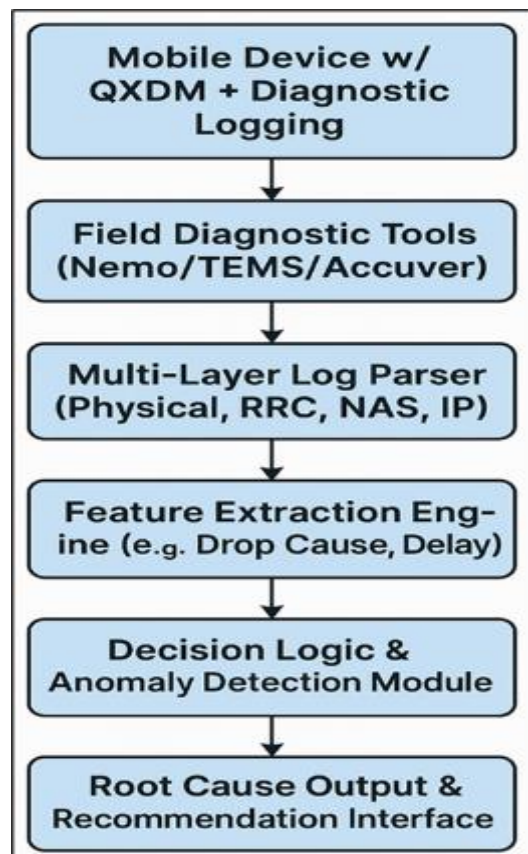 Mobile Device w/
QXDM + Diagnostic
Logging
Field Diagnostic Tools
(Nemo/TEMS/Accuver)
Multi-Layer Log Parser
(Physical, RRC, NAS, IP)
Feature Extraction Eng-
ine (e.g. Drop Cause, Delay)
Decision Logic &
Anomaly Detection Module
Root Cause Output &
Recommendation Interface